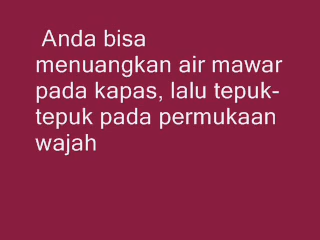 Anda bisa
menuangkan air mawar
pada kapas, lalu tepuk-
tepuk pada permukaan
wajah